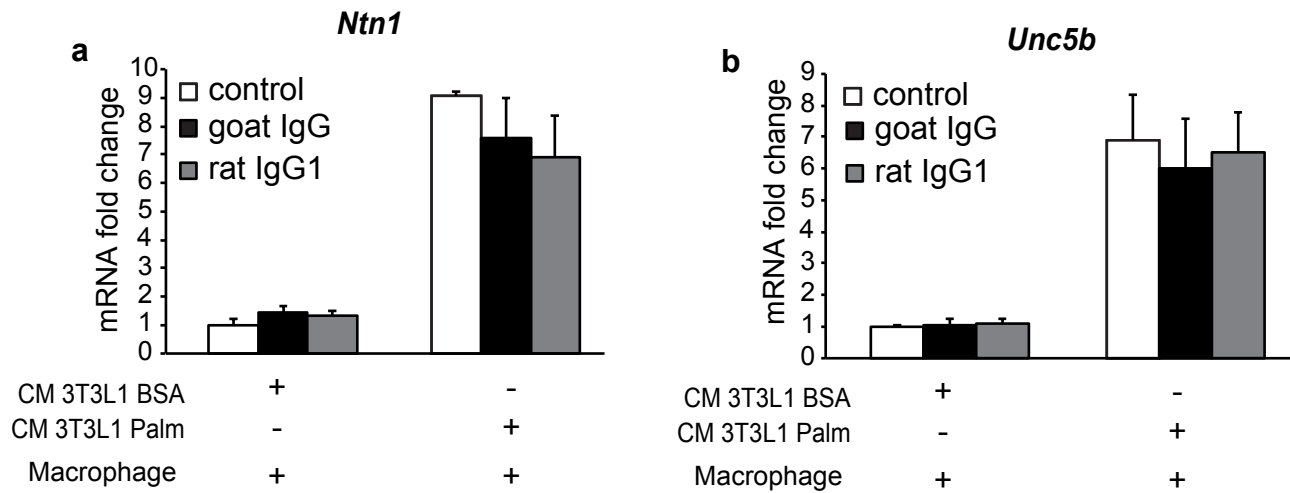 Ntn1
a
mRNA fold change
10
9
8
7
6
5
4
3
2
1
0
control
goat IgG
rat IgG1
CM 3T3L1 BSA + -
CM 3T3L1 Palm - +
Macrophage + +
Unc5b
b
mRNA fold change
9
8
7
6
5
4
3
2
1
0
control
goat IgG
rat IgG1
CM 3T3L1 BSA + -
CM 3T3L1 Palm - +
Macrophage + +